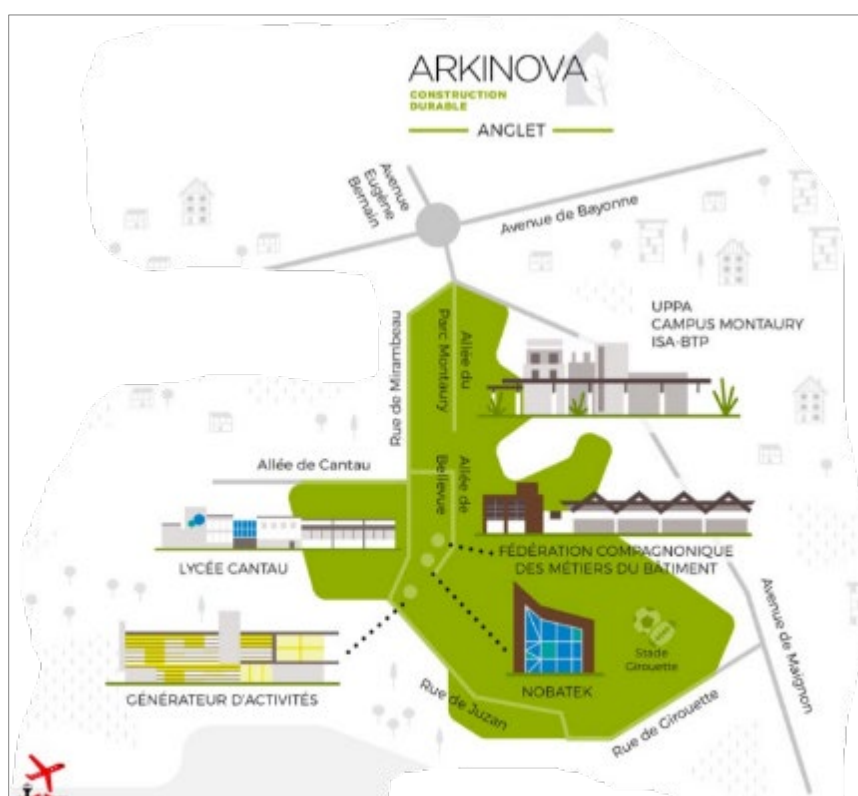 ARKINOVA
CONSTRUCTION
DURABLE
ANGLET
Avenue
Eugène
Bernain
Avenue de Bayonne
UPPA
CAMPUS MONTAURY
ISA-BTP
Rue de Mirambeau
Allée du
Parc Montaury
Allée de Cantau
Allée de
Bellevue
LYCÉE CANTAU
FÉDÉRATION COMPAGNONIQUE
DES MÉTIERS DU BÂTIMENT
Avenue de Maignon
GÉNÉRATEUR D'ACTIVITÉS
NOBATEK
Stade
Girouette
Rue de Juzan
Rue de Girouette